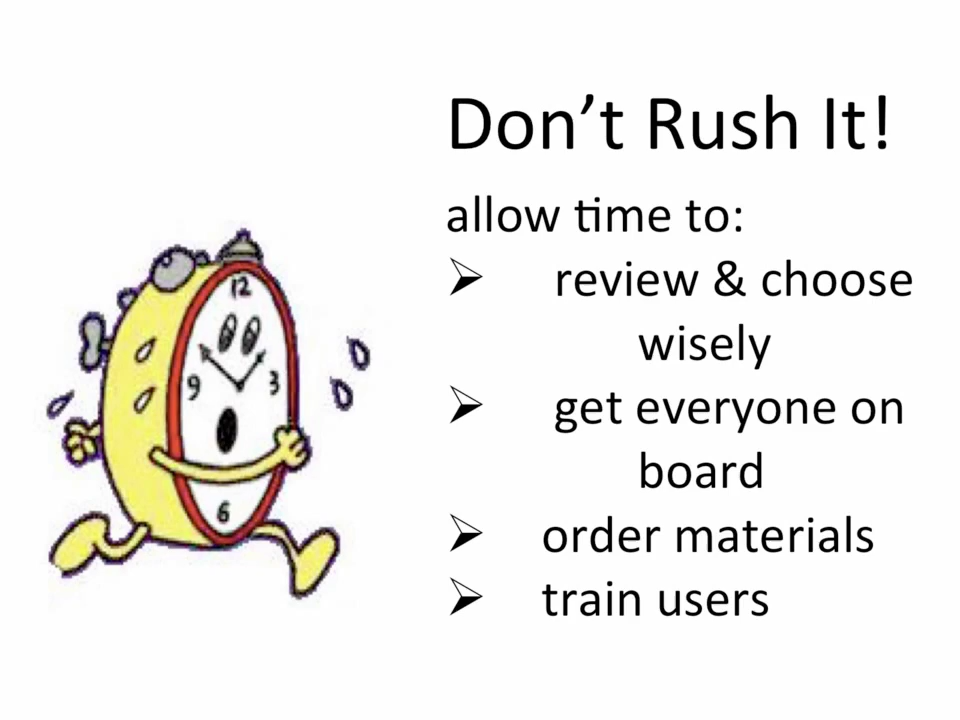 Don’t Rush It!
allow time to:
➢ review & choose
wisely
➢ get everyone on
board
➢ order materials
➢ train users
12
9
3
6